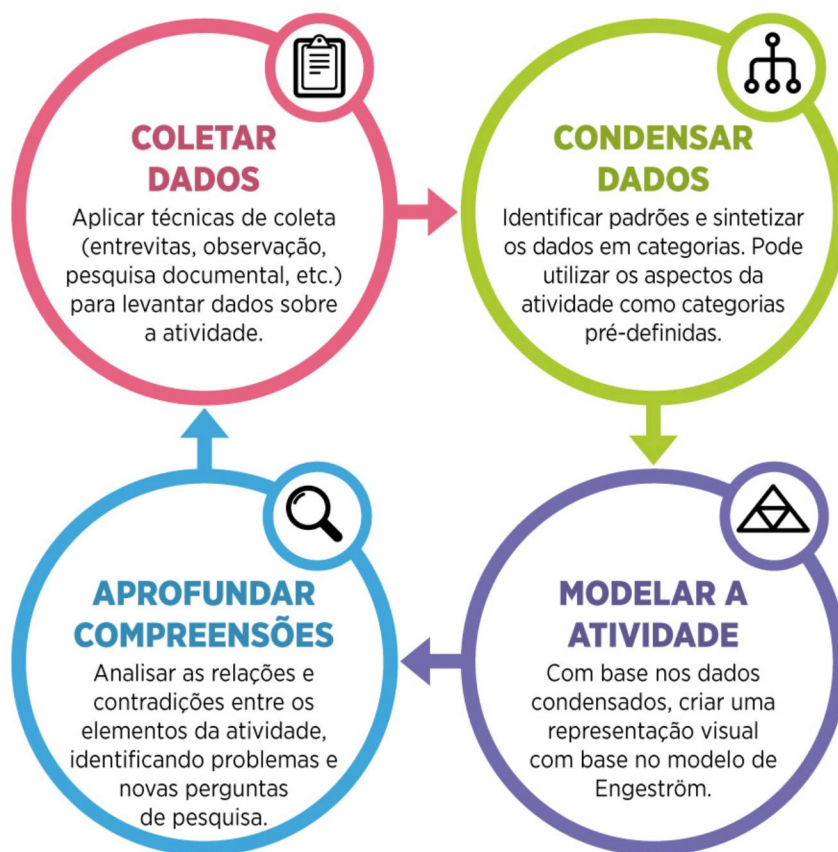 COLETAR
DADOS
Aplicar técnicas de coleta
(entrevitas, observação,
pesquisa documental, etc.)
para levantar dados sobre
a atividade.
CONDENSAR
DADOS
Identificar padrões e sintetizar
os dados em categorias. Pode
utilizar os aspectos da
atividade como categorias
pré-definidas.
MODELAR A
ATIVIDADE
Com base nos dados
condensados, criar uma
representação visual
com base no modelo de
Engeström.
APROFUNDAR
COMPREENSÕES
Analisar as relações e
contradições entre os
elementos da atividade,
identificando problemas e
novas perguntas
de pesquisa.